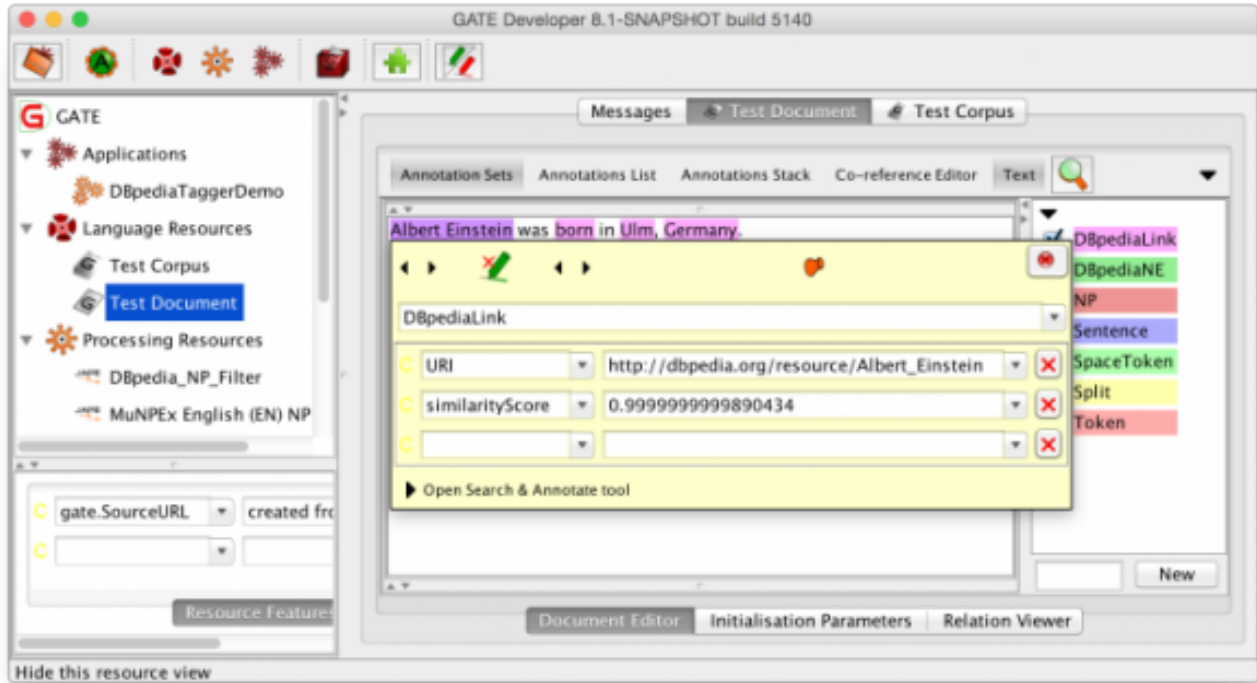 GATE Developer 8.1-SNAPSHOT build 5140
GATE
Applications
DBpediaTaggerDemo
Language Resources
Test Corpus
Test Document
Processing Resources
DBpedia_NP_Filter
MuNPEx English (EN) NP
gate.SourceURL created fro
Resource Features
Messages Test Document Test Corpus
Annotation Sets Annotations List Annotations Stack Co-reference Editor Text
Albert Einstein was born in Ulm, Germany.
DBpediaLink
C URI http://dbpedia.org/resource/Albert_Einstein
C similarityScore 0.9999999999890434
C
Open Search & Annotate tool
DBpediaLink
DBpediaNE
NP
Sentence
SpaceToken
Split
Token
New
Document Editor Initialisation Parameters Relation Viewer
Hide this resource view